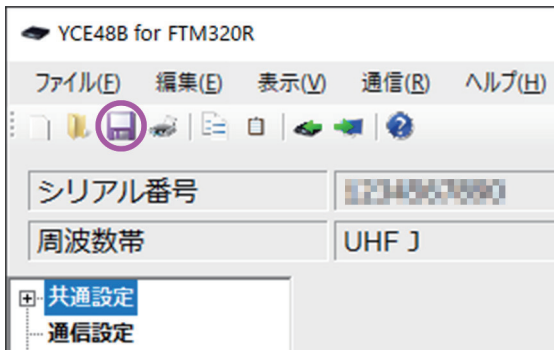 YCE48B for FTM320R
ファイル(F) 編集(E) 表示(V) 通信(R) ヘルプ(H)
シリアル番号
周波数帯 UHF J
共通設定
通信設定